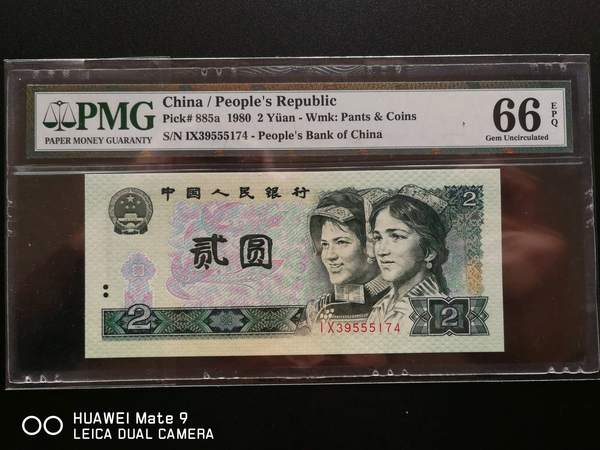 PMG
PAPER MONEY GUARANTY
China / People's Republic
Pick# 885a 1980 2 Yüan - Wmk: Pants & Coins
S/N IX39555174 - People's Bank of China
66
EPQ
Gem Uncirculated
中国人民银行
2
贰圆
2
IX39555174
2
HUAWEI Mate 9
LEICA DUAL CAMERA